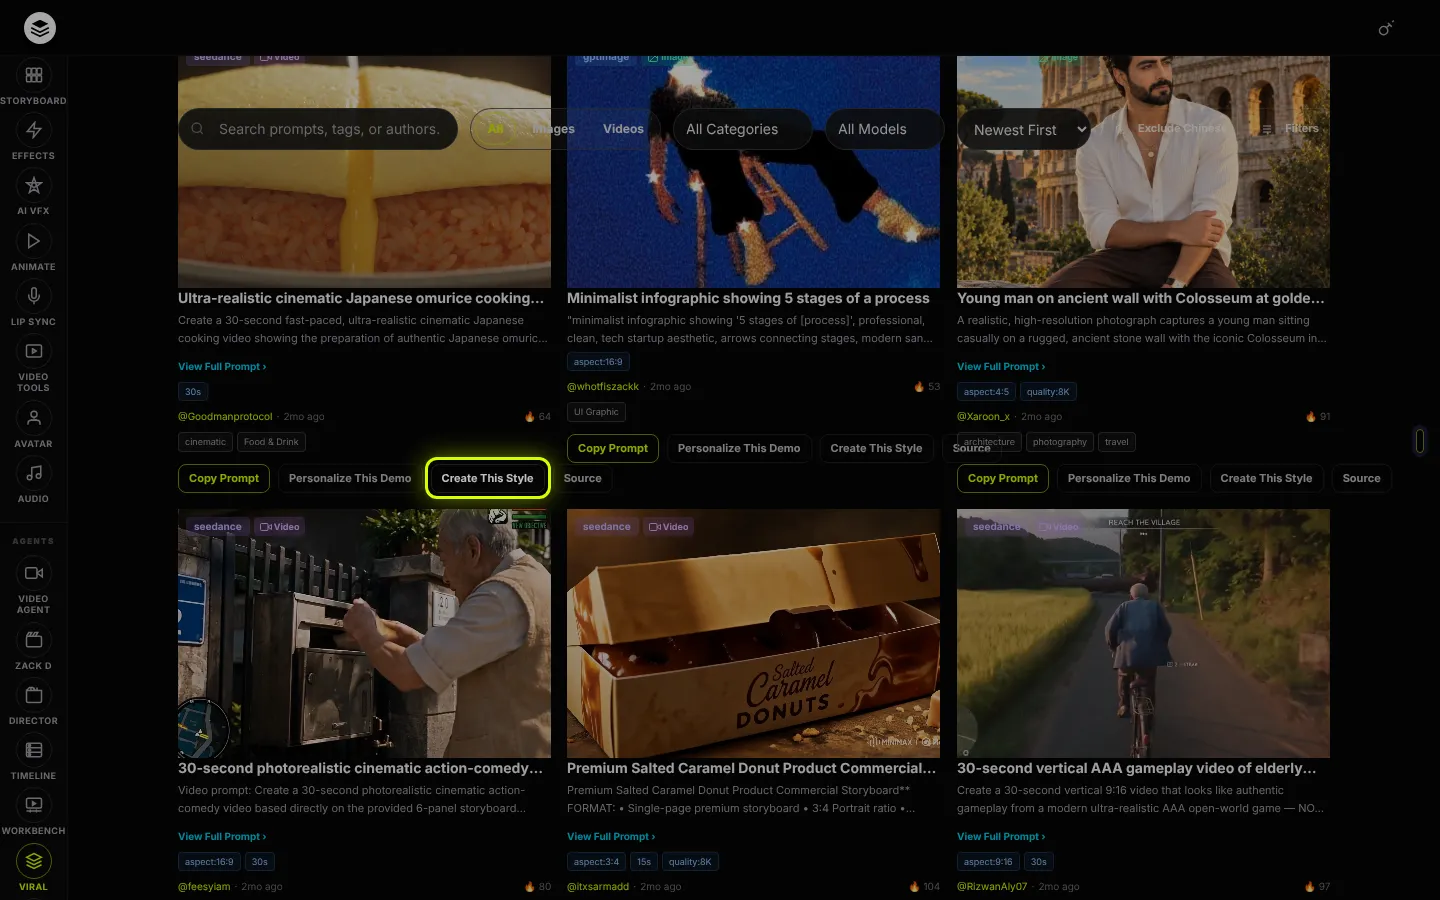 seedance
Video
gptimage
Image
Image
Search prompts, tags, or authors.
All
Images
Videos
All Categories
All Models
Newest First
Exclude Chinese
Filters
STORYBOARD
EFFECTS
AI VFX
ANIMATE
LIP SYNC
VIDEO
TOOLS
AVATAR
AUDIO
AGENTS
VIDEO
AGENT
ZACK D
DIRECTOR
TIMELINE
WORKBENCH
VIRAL
Ultra-realistic cinematic Japanese omurice cooking...
Create a 30-second fast-paced, ultra-realistic cinematic Japanese
cooking video showing the preparation of authentic Japanese omuric...
View Full Prompt ›
30s
@Goodmanprotocol · 2mo ago
64
cinematic
Food & Drink
Copy Prompt
Personalize This Demo
Create This Style
Source
Minimalist infographic showing 5 stages of a process
"minimalist infographic showing '5 stages of [process]', professional,
clean, tech startup aesthetic, arrows connecting stages, modern san...
aspect:16:9
@whotfiszackk · 2mo ago
53
UI Graphic
Copy Prompt
Personalize This Demo
Create This Style
Source
Young man on ancient wall with Colosseum at golde...
A realistic, high-resolution photograph captures a young man sitting
casually on a rugged, ancient stone wall with the iconic Colosseum in...
View Full Prompt ›
aspect:4:5
quality:8K
@Xaroon_x · 2mo ago
91
architecture
photography
travel
Copy Prompt
Personalize This Demo
Create This Style
Source
seedance
Video
30-second photorealistic cinematic action-comedy...
Video prompt: Create a 30-second photorealistic cinematic action-
comedy video based directly on the provided 6-panel storyboard...
View Full Prompt ›
aspect:16:9
30s
@feesyiam · 2mo ago
80
seedance
Video
Salted
Caramel
DONUTS
MINIMAX
Premium Salted Caramel Donut Product Commercial...
Premium Salted Caramel Donut Product Commercial Storyboard**
FORMAT: • Single-page premium storyboard • 3:4 Portrait ratio •...
View Full Prompt ›
aspect:3:4
15s
quality:8K
@itxsarmadd · 2mo ago
104
seedance
Video
REACH THE VILLAGE
30-second vertical AAA gameplay video of elderly...
Create a 30-second vertical 9:16 video that looks like authentic
gameplay from a modern ultra-realistic AAA open-world game — NO...
View Full Prompt ›
aspect:9:16
30s
@RizwanAly07 · 2mo ago
97